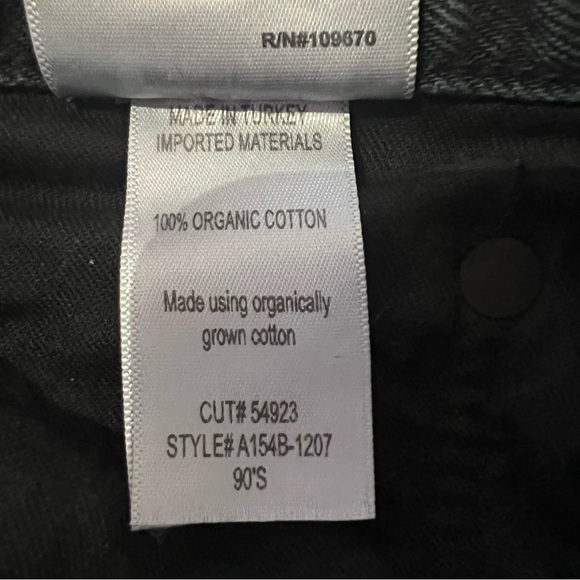 R/N#109670
MADE IN TURKEY
IMPORTED MATERIALS
100% ORGANIC COTTON
Made using organically
grown cotton
CUT# 54923
STYLE# A154B-1207
90'S